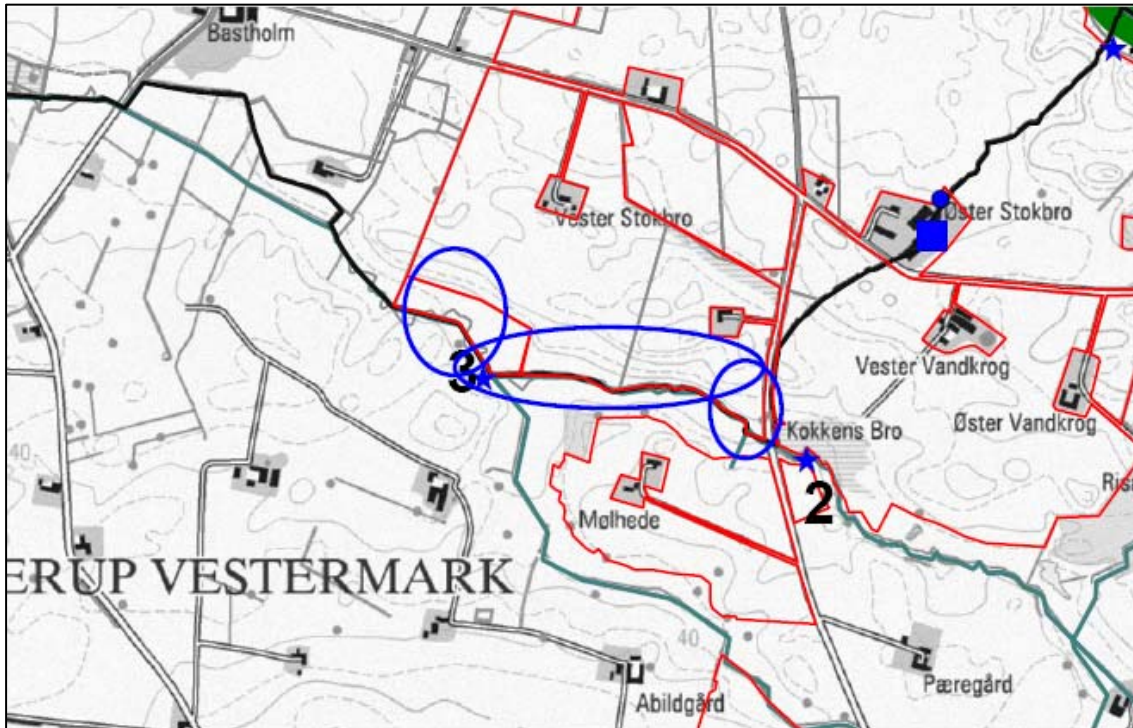 Bastholm
Vester Stokbro
Øster Stokbro
Vester Vandkrog
3
Kokkens Bro
Øster Vandkrog
40
2
Ris
Mølhede
ERUP VESTERMARK
40
Abildgård
Pæregård